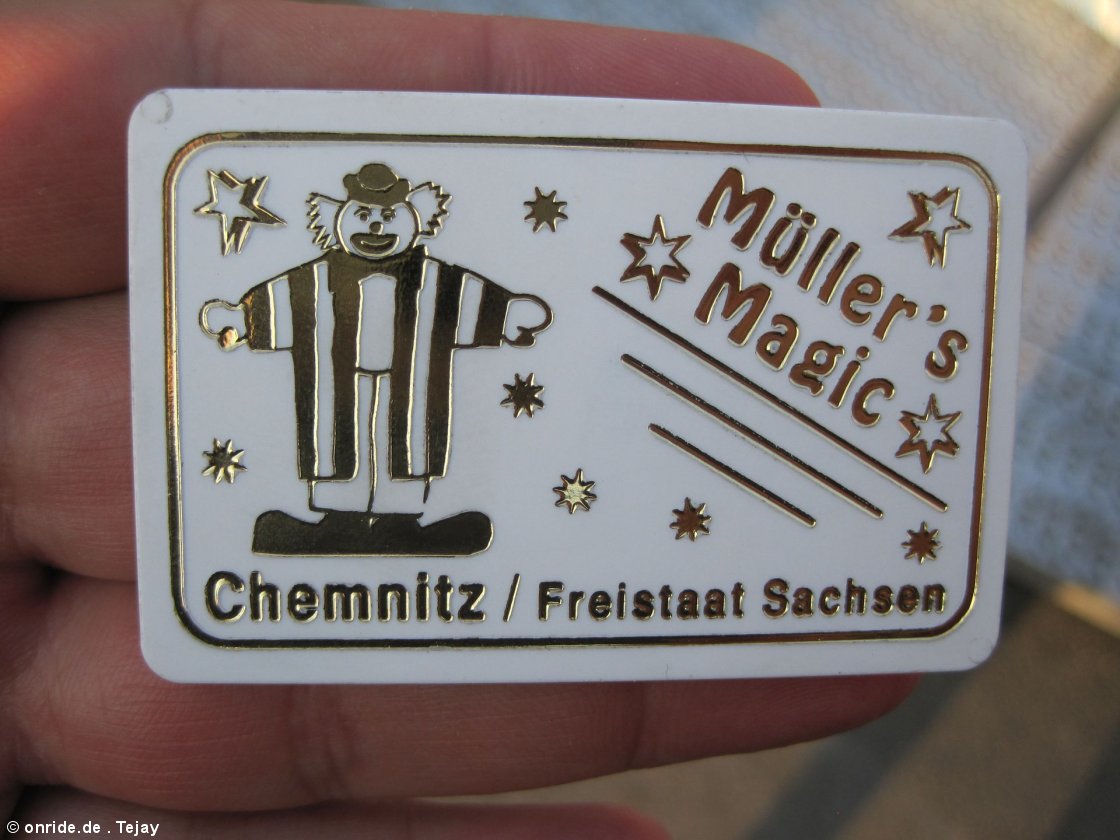 Müller's
Magic
Chemnitz / Freistaat Sachsen
© onride.de . Tejay